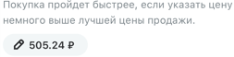 Покупка пройдет быстрее, если указать цену
немного выше лучшей цены продажи.
505.24 ₽